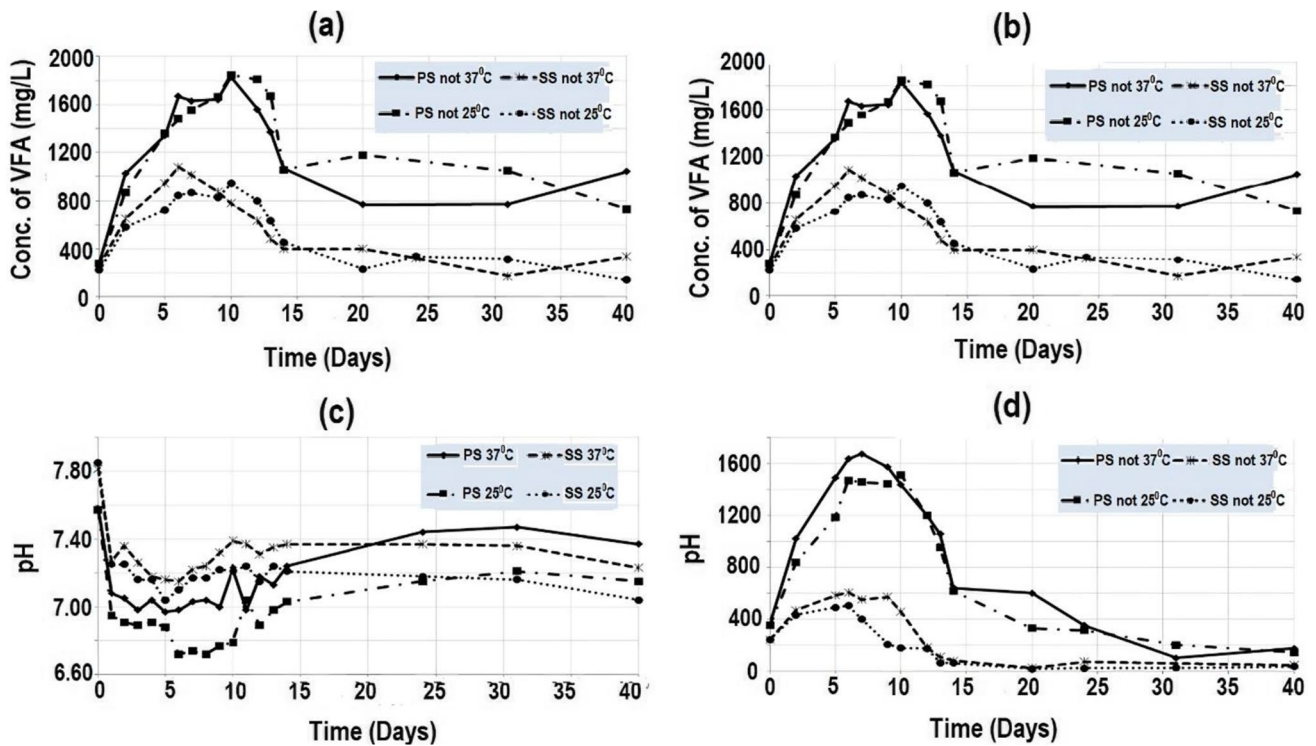 (a)
Conc. of VFA (mg/L)
2000
1600
1200
800
400
0
PS not 37⁰C SS not 37⁰C
PS not 25⁰C SS not 25⁰C
0 5 10 15 20 25 30 35 40
Time (Days)
(b)
Conc. of VFA (mg/L)
2000
1600
1200
800
400
0
PS not 37⁰C SS not 37⁰C
PS not 25⁰C SS not 25⁰C
0 5 10 15 20 25 30 35 40
Time (Days)
(c)
pH
7.80
7.40
7.00
6.60
PS 37⁰C SS 37⁰C
PS 25⁰C SS 25⁰C
0 5 10 15 20 25 30 35 40
Time (Days)
(d)
pH
1600
1200
800
400
0
PS not 37⁰C SS not 37⁰C
PS not 25⁰C SS not 25⁰C
0 5 10 15 20 25 30 35 40
Time (Days)